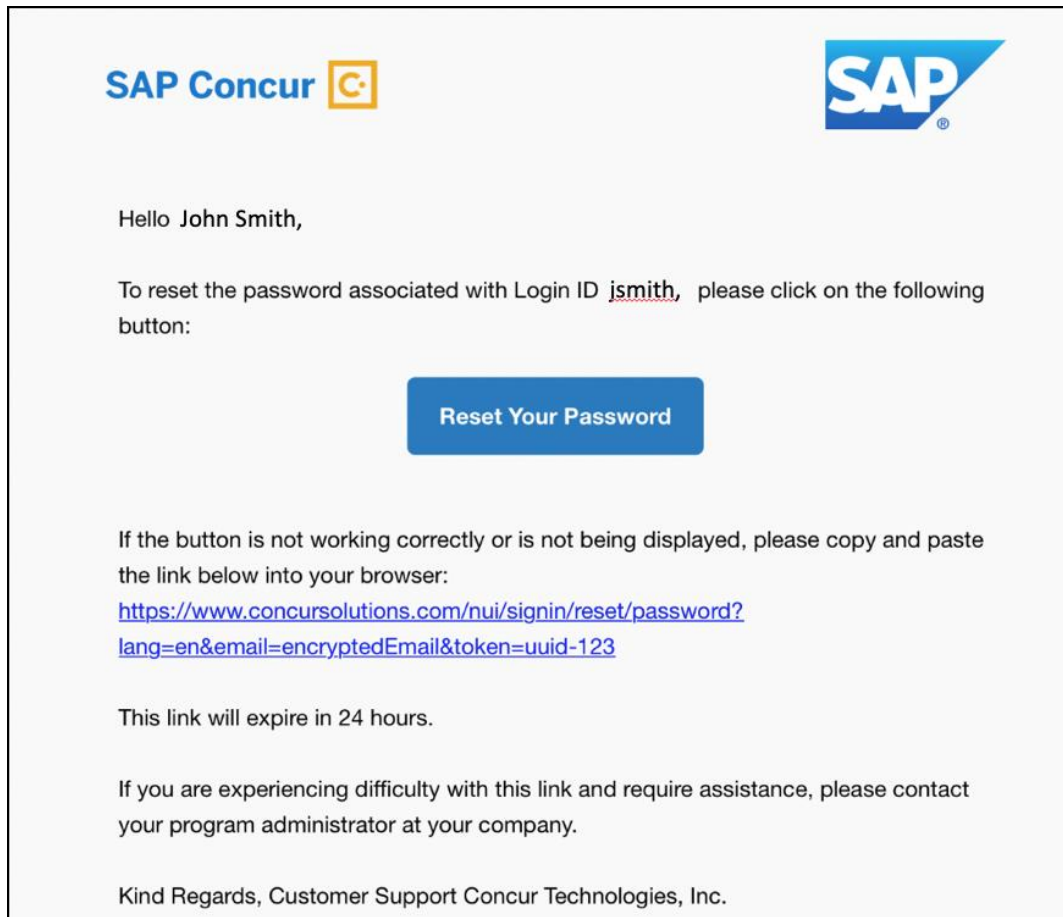 SAP Concur C.
SAP
®
Hello John Smith,
To reset the password associated with Login ID jsmith, please click on the following
button:
Reset Your Password
If the button is not working correctly or is not being displayed, please copy and paste
the link below into your browser:
https://www.concursolutions.com/nui/signin/reset/password?
lang=en&email=encryptedEmail&token=uuid-123
This link will expire in 24 hours.
If you are experiencing difficulty with this link and require assistance, please contact
your program administrator at your company.
Kind Regards, Customer Support Concur Technologies, Inc.